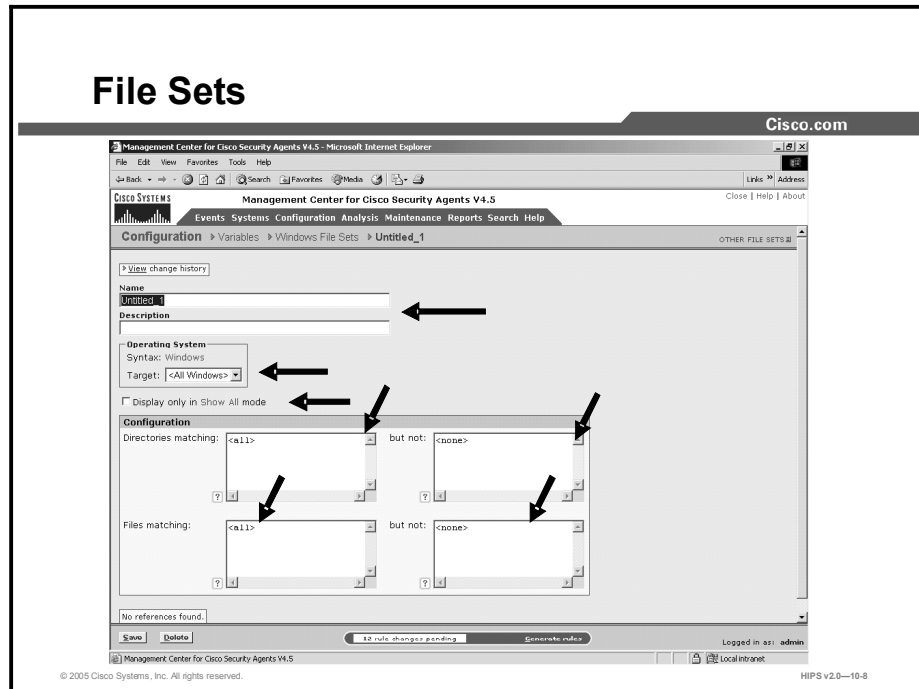 File Sets
Cisco.com
Management Center for Cisco Security Agents V4.5 - Microsoft Internet Explorer
File Edit View Favorites Tools Help
Back Search Favorites Media Links » Address
CISCO SYSTEMS Management Center for Cisco Security Agents V4.5 Close | Help | About
Events Systems Configuration Analysis Maintenance Reports Search Help
Configuration Variables Windows File Sets Untitled_1 OTHER FILE SETS
View change history
Name
Untitled_1
Description
Operating System
Syntax: Windows
Target: <All Windows>
Display only in Show All mode
Configuration
Directories matching: <all> but not: <none>
? ?
Files matching: <all> but not: <none>
? ?
No references found.
Save Delete 12 rule changes pending Generate rules Logged in as: admin
Management Center for Cisco Security Agents V4.5 Local intranet
© 2005 Cisco Systems, Inc. All rights reserved. HIPS v2.0—10-8